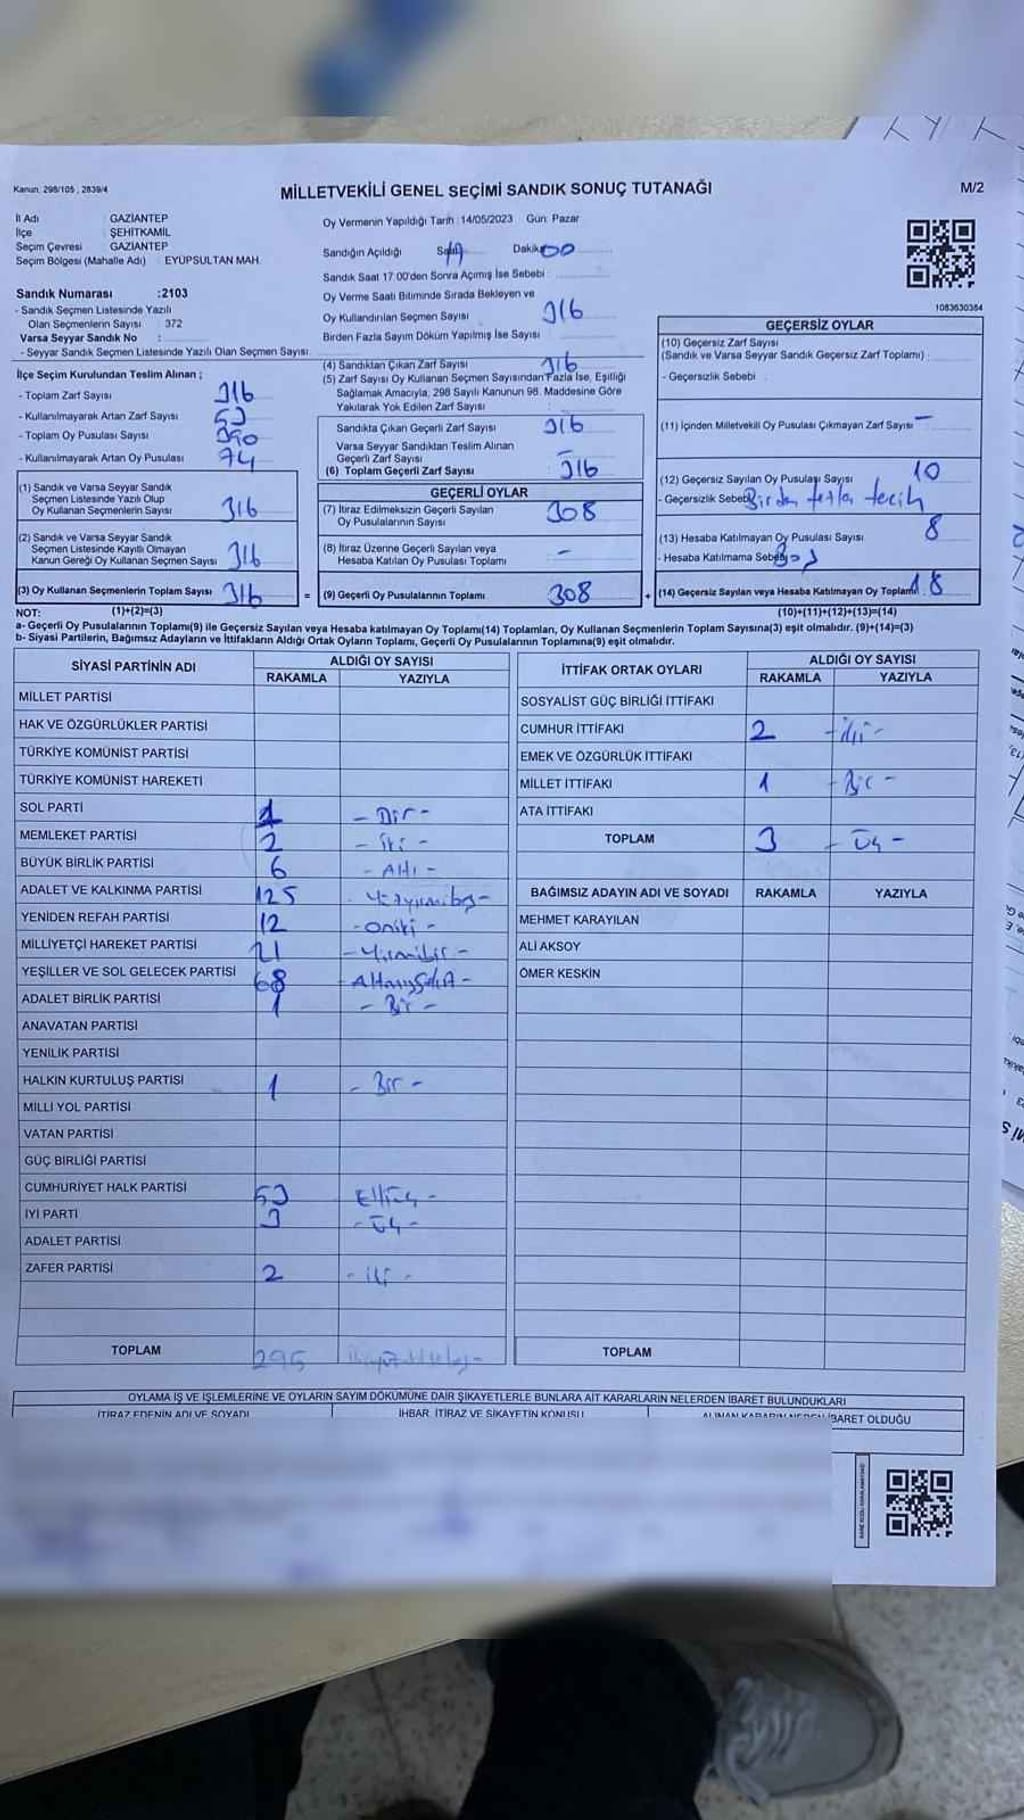 Kanun: 298/105 , 2839/4
MİLLETVEKİLİ GENEL SEÇİMİ SANDIK SONUÇ TUTANAĞI
M/2
İl Adı GAZİANTEP
İlçe ŞEHİTKAMİL
Seçim Çevresi GAZİANTEP
Seçim Bölgesi (Mahalle Adı) : EYÜPSULTAN MAH.
Sandık Numarası :2103
- Sandık Seçmen Listesinde Yazılı
Olan Seçmenlerin Sayısı : 372
Varsa Seyyar Sandık No :
- Seyyar Sandık Seçmen Listesinde Yazılı Olan Seçmen Sayısı
İlçe Seçim Kurulundan Teslim Alınan ;
- Toplam Zarf Sayısı 316
- Kullanılmayarak Artan Zarf Sayısı 53
- Toplam Oy Pusulası Sayısı 390
- Kullanılmayarak Artan Oy Pusulası 74
(1) Sandık ve Varsa Seyyar Sandık
Seçmen Listesinde Yazılı Olup
Oy Kullanan Seçmenlerin Sayısı 316
(2) Sandık ve Varsa Seyyar Sandık
Seçmen Listesinde Kayıtlı Olmayan
Kanun Gereği Oy Kullanan Seçmen Sayısı 316
(3) Oy Kullanan Seçmenlerin Toplam Sayısı 316 =
Oy Vermenin Yapıldığı Tarih :14/05/2023 Gün: Pazar
Sandığın Açıldığı Saat 17 Dakika 00
Sandık Saat 17:00'den Sonra Açımış İse Sebebi :
Oy Verme Saati Bitiminde Sırada Bekleyen ve
Oy Kullandırılan Seçmen Sayısı 316
Birden Fazla Sayım Döküm Yapılmış İse Sayısı
(4) Sandıktan Çıkan Zarf Sayısı 316
(5) Zarf Sayısı Oy Kullanan Seçmen Sayısından Fazla İse, Eşitliği
Sağlamak Amacıyla, 298 Sayılı Kanunun 98. Maddesine Göre
Yakılarak Yok Edilen Zarf Sayısı
Sandıkta Çıkan Geçerli Zarf Sayısı 316
Varsa Seyyar Sandıktan Teslim Alınan
Geçerli Zarf Sayısı -
(6) Toplam Geçerli Zarf Sayısı 316
GEÇERLİ OYLAR
(7) İtiraz Edilmeksizin Geçerli Sayılan
Oy Pusulalarının Sayısı 308
(8) İtiraz Üzerine Geçerli Sayılan veya
Hesaba Katılan Oy Pusulası Toplamı -
(9) Geçerli Oy Pusulalarının Toplamı 308 +
1083630364
GEÇERSİZ OYLAR
(10) Geçersiz Zarf Sayısı
(Sandık ve Varsa Seyyar Sandık Geçersiz Zarf Toplamı) :
- Geçersizlik Sebebi :
(11) İçinden Milletvekili Oy Pusulası Çıkmayan Zarf Sayısı -
(12) Geçersiz Sayılan Oy Pusulası Sayısı 10
- Geçersizlik Sebebi Birden fazla tercih
(13) Hesaba Katılmayan Oy Pusulası Sayısı 8
- Hesaba Katılmama Sebebi Boş
(14) Geçersiz Sayılan veya Hesaba Katılmayan Oy Toplamı 18
NOT: (1)+(2)=(3) (10)+(11)+(12)+(13)=(14)
a- Geçerli Oy Pusulalarının Toplamı(9) ile Geçersiz Sayılan veya Hesaba katılmayan Oy Toplamı(14) Toplamları, Oy Kullanan Seçmenlerin Toplam Sayısına(3) eşit olmalıdır. (9)+(14)=(3)
b- Siyasi Partilerin, Bağımsız Adayların ve İttifakların Aldığı Ortak Oyların Toplamı, Geçerli Oy Pusulalarının Toplamına(9) eşit olmalıdır.
SİYASİ PARTİNİN ADI
ALDIĞI OY SAYISI
RAKAMLA YAZIYLA
MİLLET PARTİSİ
HAK VE ÖZGÜRLÜKLER PARTİSİ
TÜRKİYE KOMÜNİST PARTİSİ
TÜRKİYE KOMÜNİST HAREKETİ
SOL PARTİ 1 - Bir -
MEMLEKET PARTİSİ 2 - İki -
BÜYÜK BİRLİK PARTİSİ 6 - Altı -
ADALET VE KALKINMA PARTİSİ 125 Yüzyirmibeş-
YENİDEN REFAH PARTİSİ 12 -Oniki -
MİLLİYETÇİ HAREKET PARTİSİ 21 -Yirmibir -
YEŞİLLER VE SOL GELECEK PARTİSİ 68 Altmışsekiz -
ADALET BİRLİK PARTİSİ 1 - Bir -
ANAVATAN PARTİSİ
YENİLİK PARTİSİ
HALKIN KURTULUŞ PARTİSİ 1 - Bir -
MİLLİ YOL PARTİSİ
VATAN PARTİSİ
GÜÇ BİRLİĞİ PARTİSİ
CUMHURİYET HALK PARTİSİ 53 Elliüç -
İYİ PARTİ 3 - Üç -
ADALET PARTİSİ
ZAFER PARTİSİ 2 - iki -
TOPLAM 295
İTTİFAK ORTAK OYLARI
ALDIĞI OY SAYISI
RAKAMLA YAZIYLA
SOSYALİST GÜÇ BİRLİĞİ İTTİFAKI
CUMHUR İTTİFAKI 2 - iki -
EMEK VE ÖZGÜRLÜK İTTİFAKI
MİLLET İTTİFAKI 1 - Bir -
ATA İTTİFAKI
TOPLAM 3 - Üç -
BAĞIMSIZ ADAYIN ADI VE SOYADI RAKAMLA YAZIYLA
MEHMET KARAYILAN
ALİ AKSOY
ÖMER KESKİN
TOPLAM
OYLAMA İŞ VE İŞLEMLERİNE VE OYLARIN SAYIM DÖKÜMÜNE DAİR ŞİKAYETLERLE BUNLARA AİT KARARLARIN NELERDEN İBARET BULUNDUKLARI
İTİRAZ EDENİN ADI VE SOYADI İHBAR, İTİRAZ VE ŞİKAYETİN KONUSU ALINAN KARARIN NEDEN İBARET OLDUĞU